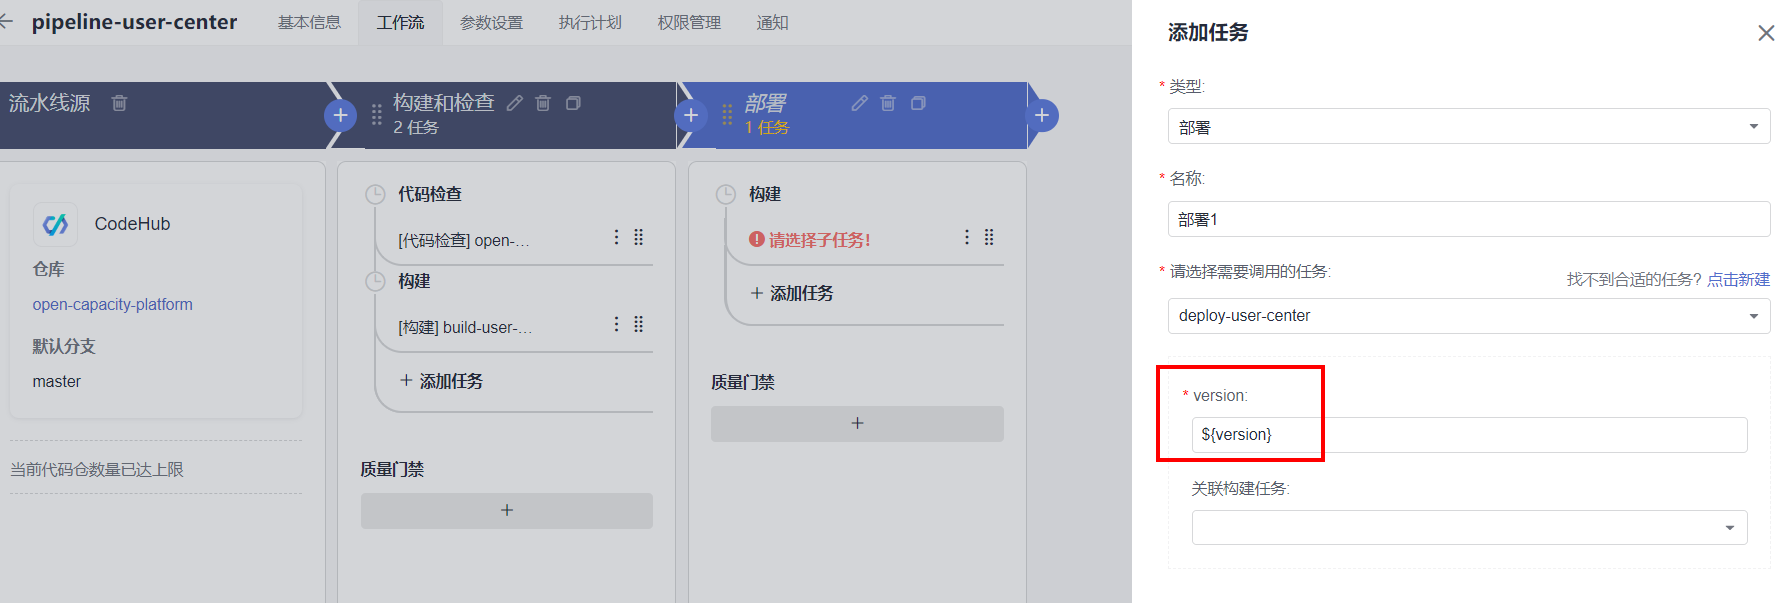 pipeline-user-center
基本信息
工作流
参数设置
执行计划
权限管理
通知
流水线源
构建和检查
2 任务
部署
1 任务
CodeHub
仓库
open-capacity-platform
默认分支
master
当前代码仓数量已达上限
代码检查
[代码检查] open-...
构建
[构建] build-user-...
+ 添加任务
质量门禁
+
构建
请选择子任务!
+ 添加任务
质量门禁
+
添加任务
* 类型:
部署
* 名称:
部署1
* 请选择需要调用的任务:
找不到合适的任务? 点击新建
deploy-user-center
* version:
${version}
关联构建任务: